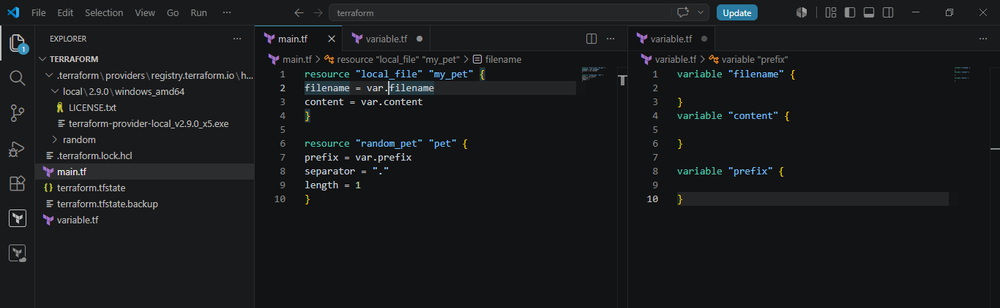 File Edit Selection View Go Run ···
terraform
Update
EXPLORER ···
1
TERRAFORM
.terraform\providers\registry.terraform.io\h...
local\2.9.0\windows_amd64
LICENSE.txt
terraform-provider-local_v2.9.0_x5.exe
random
.terraform.lock.hcl
main.tf
terraform.tfstate
terraform.tfstate.backup
variable.tf
main.tf variable.tf
main.tf > resource "local_file" "my_pet" > filename
1 resource "local_file" "my_pet" {
2 filename = var.filename
3 content = var.content
4 }
5
6 resource "random_pet" "pet" {
7 prefix = var.prefix
8 separator = "."
9 length = 1
10 }
variable.tf
variable.tf > variable "prefix"
1 variable "filename" {
2
3 }
4 variable "content" {
5
6 }
7
8 variable "prefix" {
9
10 }